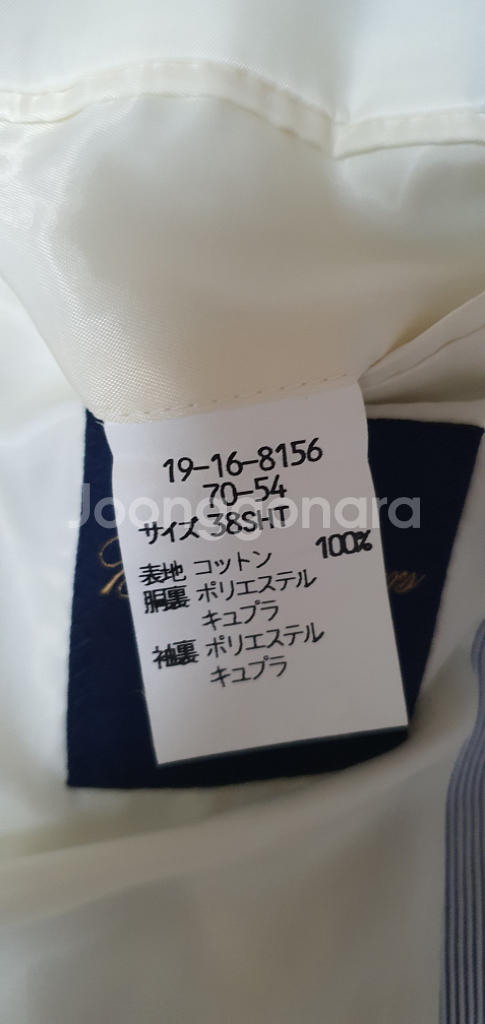 19-16-8156
70-54
サイズ 38SHT
表地 コットン 100%
胴裏 ポリエステル
キュプラ
袖裏 ポリエステル
キュプラ
Joonggonara